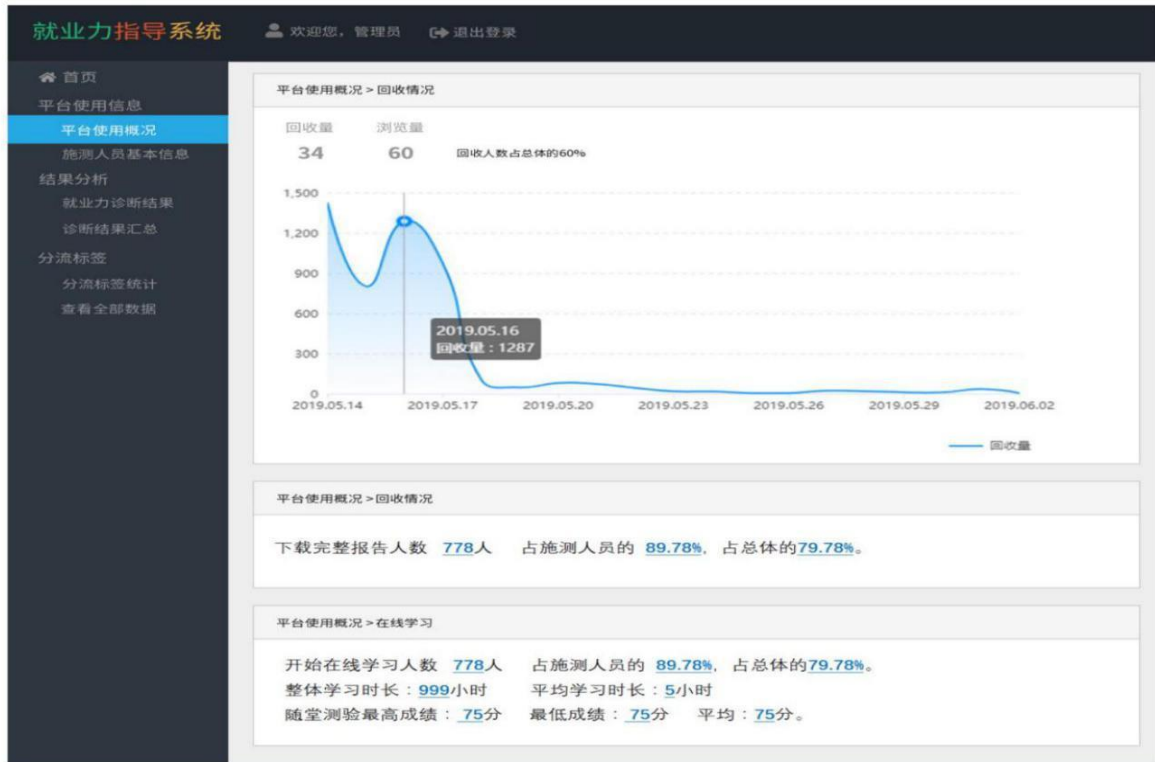 就业力指导系统 欢迎您，管理员 退出登录
首页
平台使用信息
平台使用概况
施测人员基本信息
结果分析
就业力诊断结果
诊断结果汇总
分流标签
分流标签统计
查看全部数据
平台使用概况 > 回收情况
回收量 浏览量
34 60 回收人数占总体的60%
1,500
1,200
900
600
300
0
2019.05.16
回收量 : 1287
2019.05.14 2019.05.17 2019.05.20 2019.05.23 2019.05.26 2019.05.29 2019.06.02
回收量
平台使用概况 > 回收情况
下载完整报告人数 778人 占施测人员的 89.78%, 占总体的79.78%。
平台使用概况 > 在线学习
开始在线学习人数 778人 占施测人员的 89.78%, 占总体的79.78%。
整体学习时长：999小时 平均学习时长：5小时
随堂测验最高成绩： 75分 最低成绩： 75分 平均：75分。